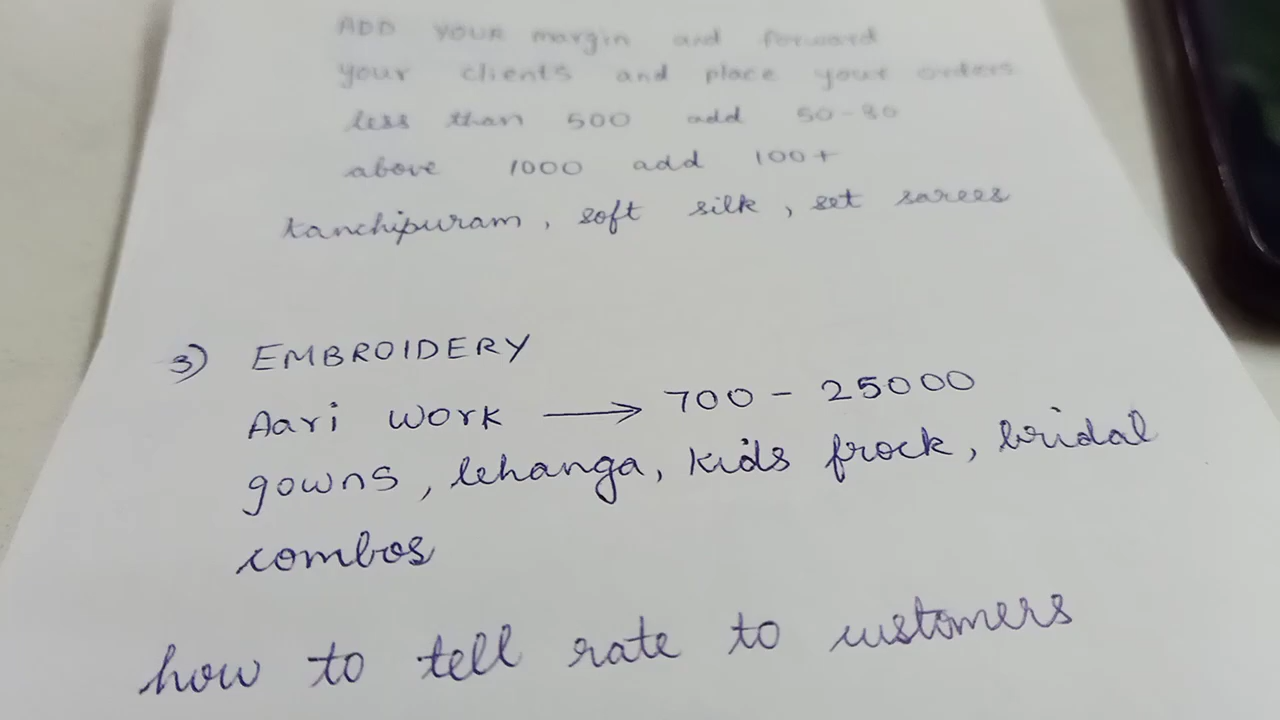 ADD YOUR margin and forward
your clients and place your orders
less than 500 add 50-80
above 1000 add 100+
kanchipuram, soft silk, set sarees
3) EMBROIDERY
Aari work → 700 - 25000
gowns, lehanga, kids frock, bridal
combos
how to tell rate to customers